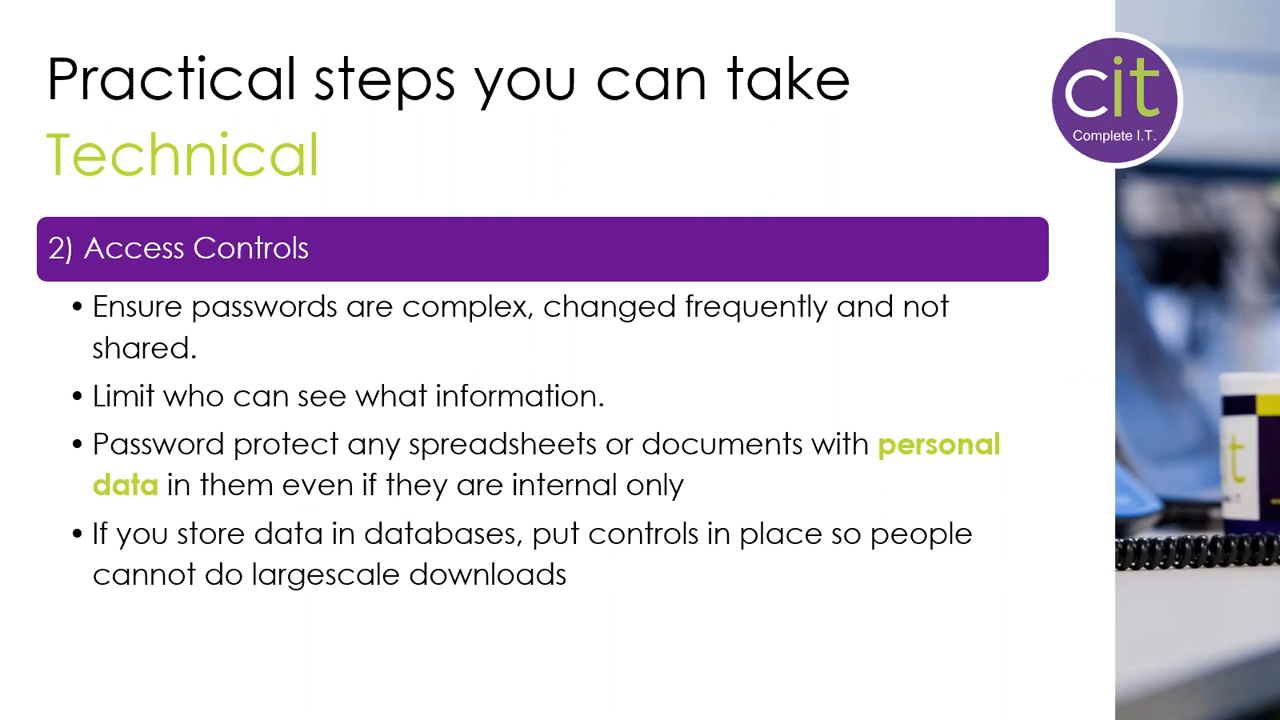 Practical steps you can take
Technical
cit
Complete I.T.
2) Access Controls
• Ensure passwords are complex, changed frequently and not
shared.
• Limit who can see what information.
• Password protect any spreadsheets or documents with personal
data in them even if they are internal only
• If you store data in databases, put controls in place so people
cannot do largescale downloads
it